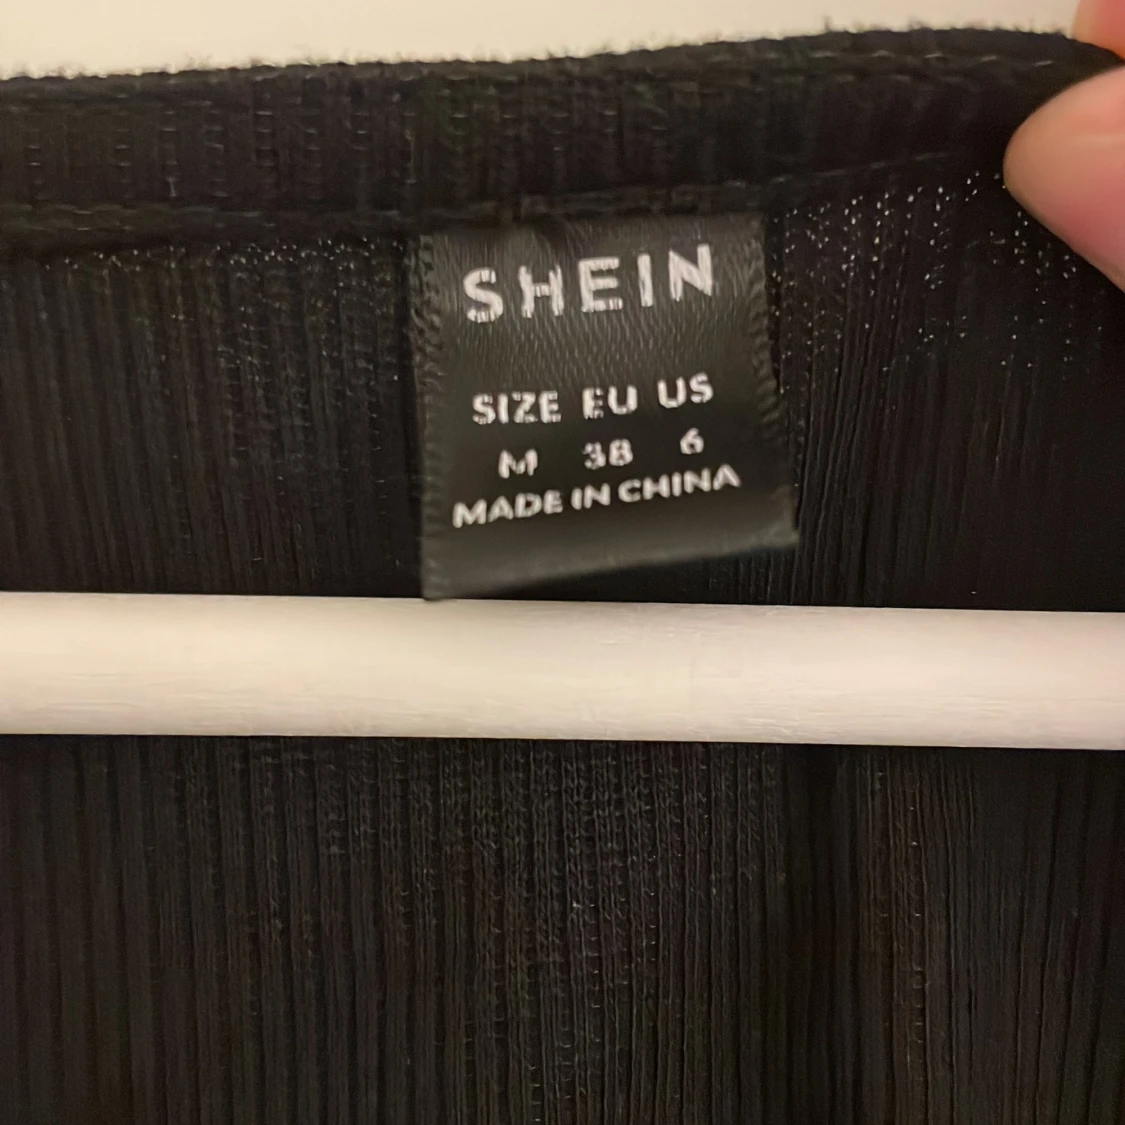 SHEIN
SIZE EU US
M 38 6
MADE IN CHINA